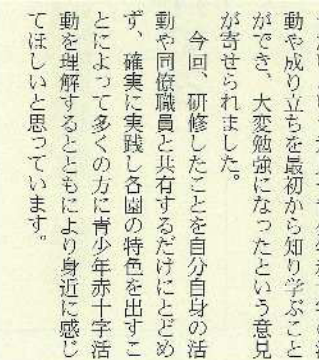 動や成り立ちを最初から知り学ぶこと
ができ、大変勉強になったという意見
が寄せられました。
今回、研修したことを自分自身の活
動や同僚職員と共有するだけにとどめ
ず、確実に実践し各園の特色を出すこ
とによって多くの方に青少年赤十字活
動を理解するとともにより身近に感じ
てほしいと思っています。